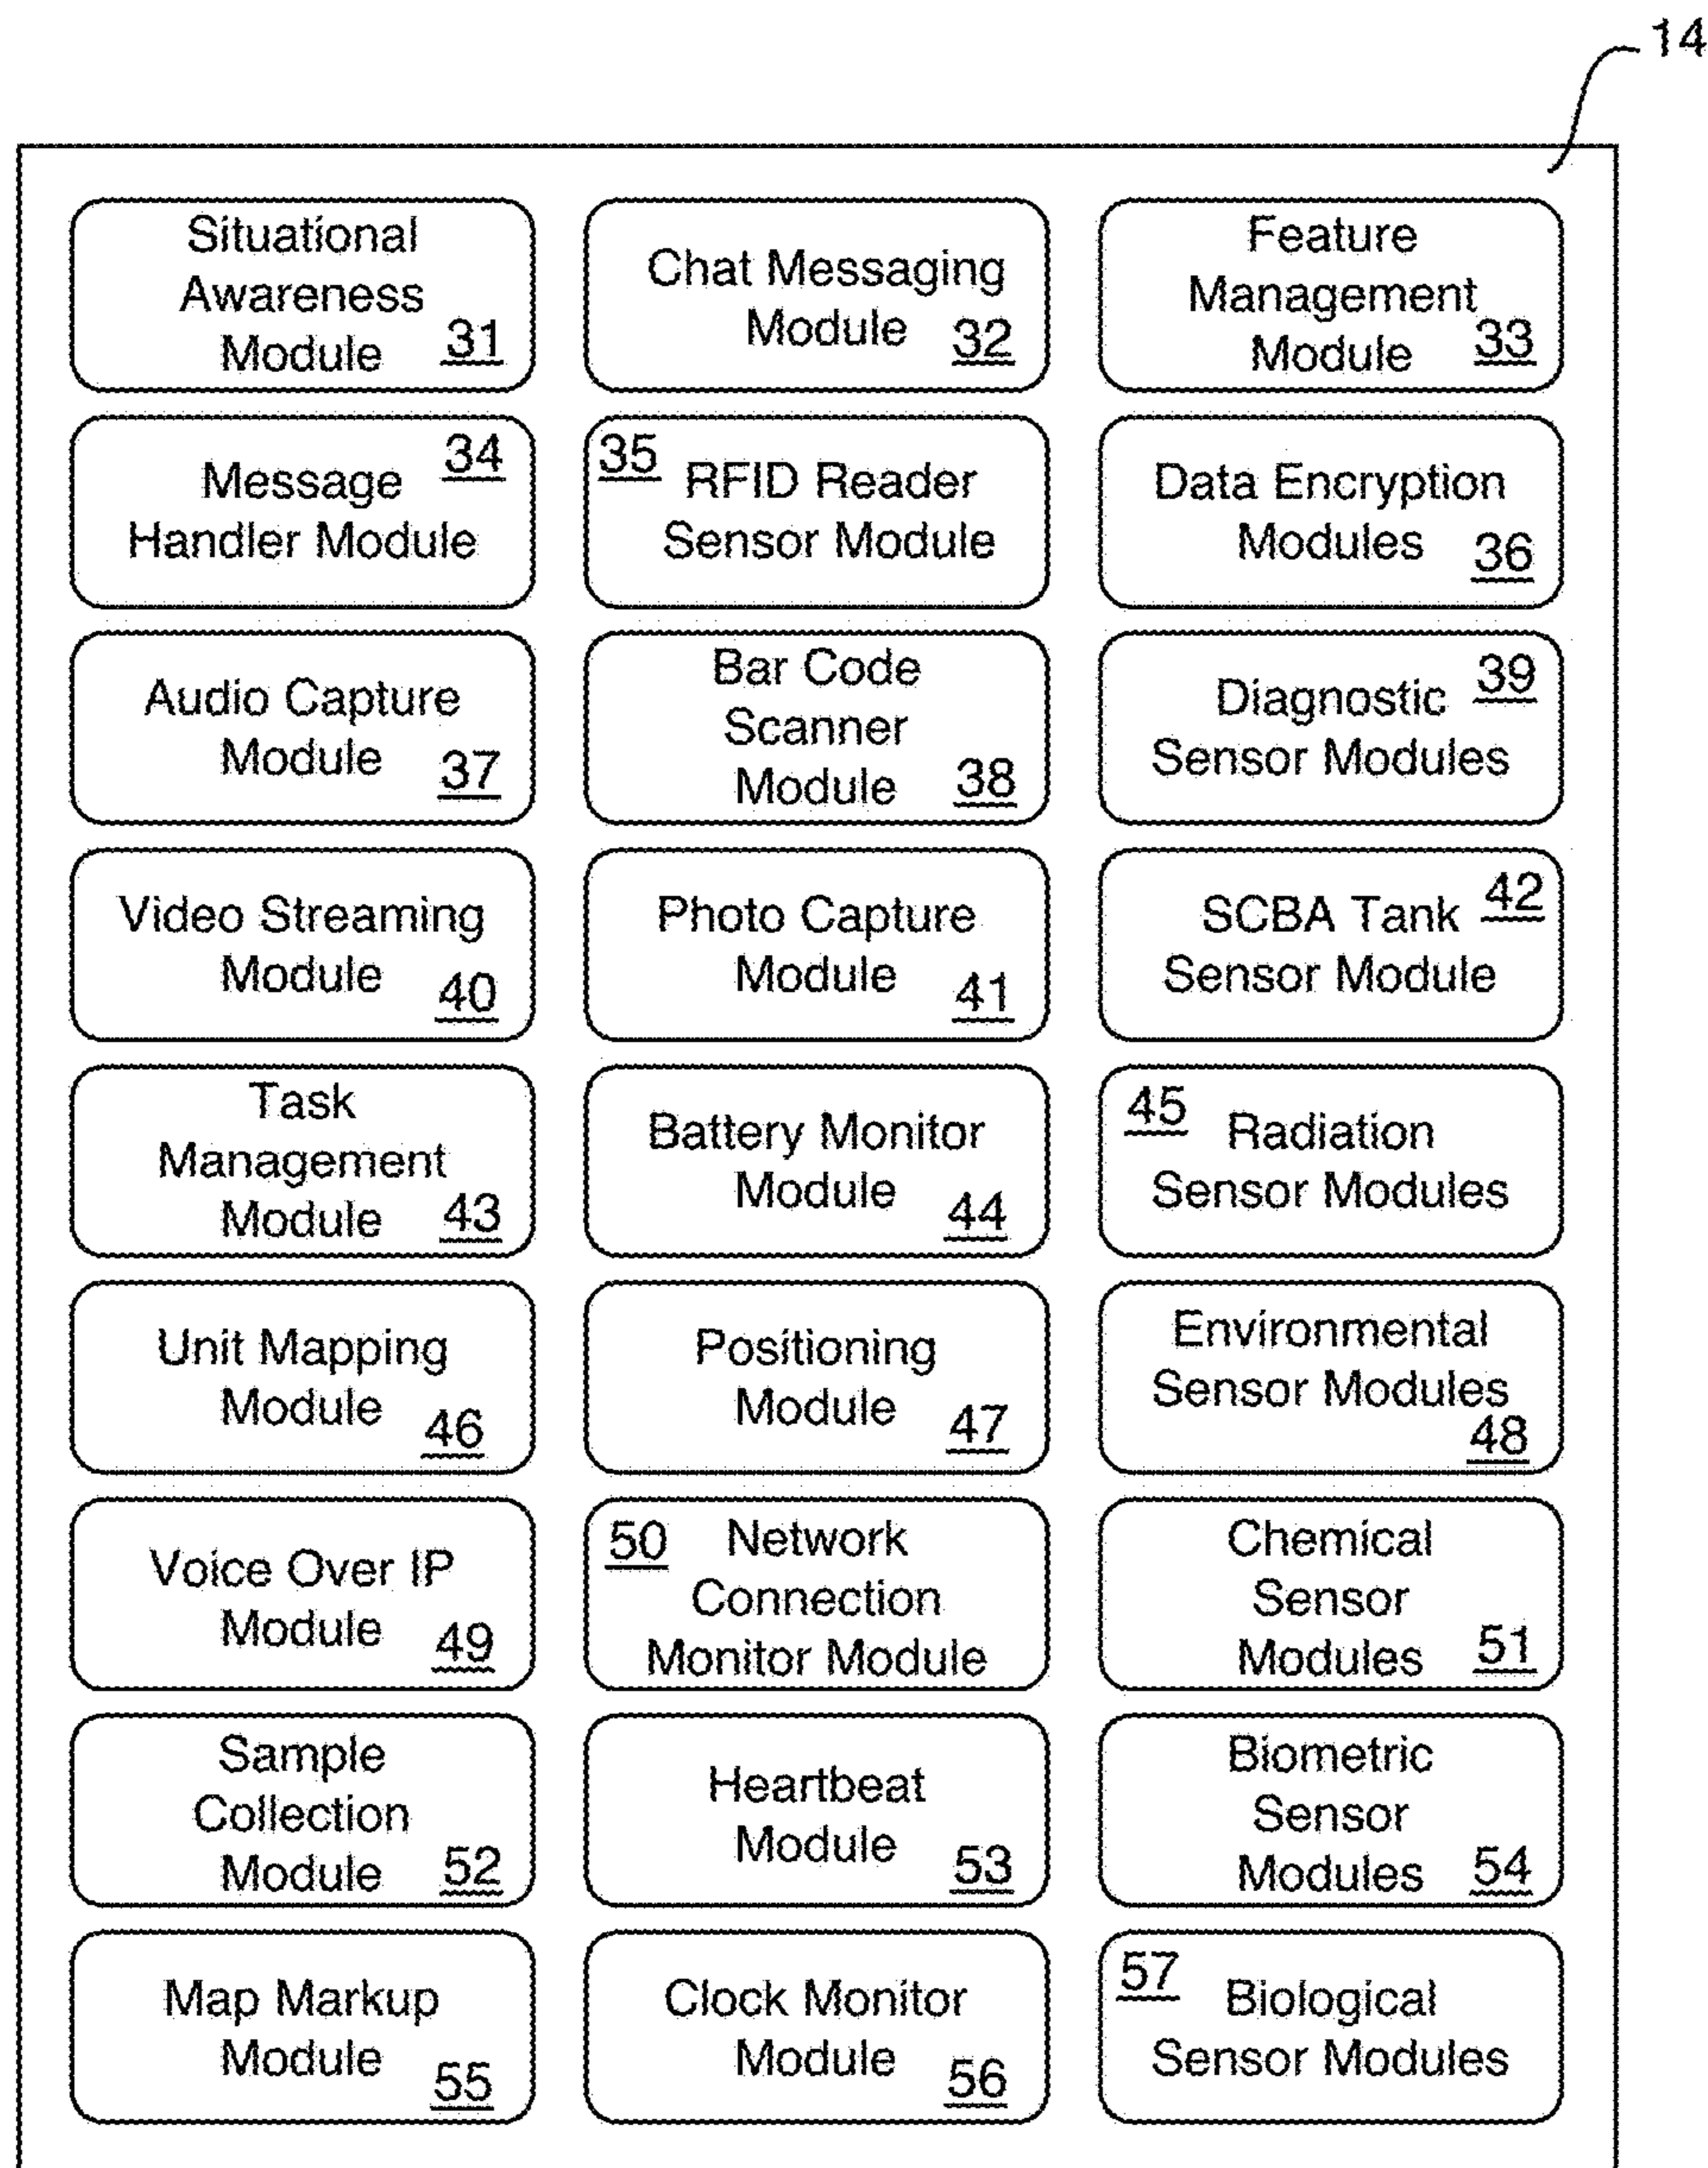 14
Situational
Awareness
Module 31
Chat Messaging
Module 32
Feature
Management
Module 33
Message 34
Handler Module
35 RFID Reader
Sensor Module
Data Encryption
Modules 36
Audio Capture
Module 37
Bar Code
Scanner
Module 38
Diagnostic 39
Sensor Modules
Video Streaming
Module 40
Photo Capture
Module 41
SCBA Tank 42
Sensor Module
Task
Management
Module 43
Battery Monitor
Module 44
45 Radiation
Sensor Modules
Unit Mapping
Module 46
Positioning
Module 47
Environmental
Sensor Modules
48
Voice Over IP
Module 49
50 Network
Connection
Monitor Module
Chemical
Sensor
Modules 51
Sample
Collection
Module 52
Heartbeat
Module 53
Biometric
Sensor
Modules 54
Map Markup
Module 55
Clock Monitor
Module 56
57 Biological
Sensor Modules